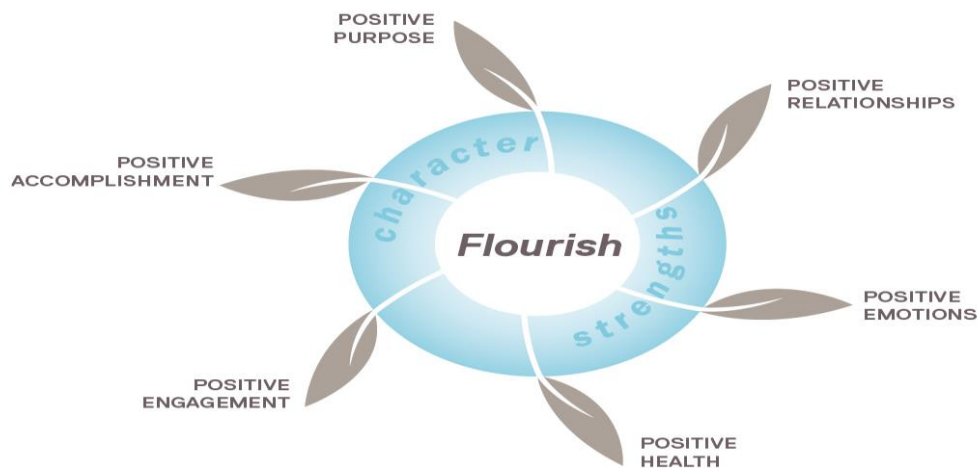 POSITIVE
PURPOSE
POSITIVE
RELATIONSHIPS
character
POSITIVE
ACCOMPLISHMENT
Flourish
strengths
POSITIVE
EMOTIONS
POSITIVE
ENGAGEMENT
POSITIVE
HEALTH